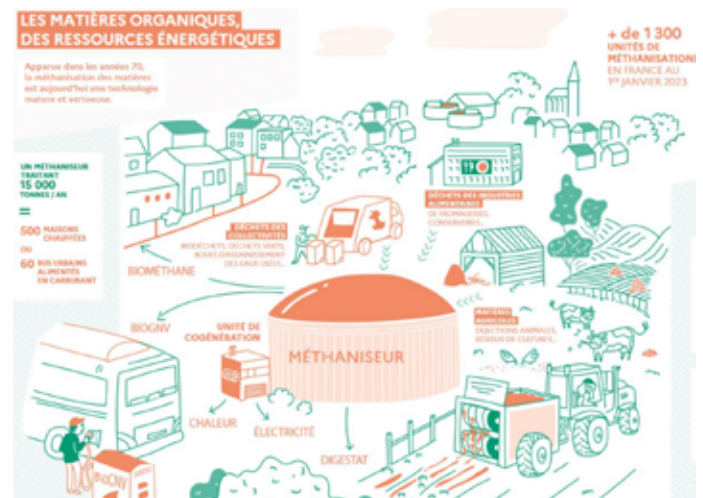 LES MATIÈRES ORGANIQUES,
DES RESSOURCES ÉNERGÉTIQUES
Apparue dans les années 70,
la méthanisation des matières
est aujourd'hui une technologie
mature et vertueuse.
+ de 1 300
UNITÉS DE
MÉTHANISATION
EN FRANCE AU
1ER JANVIER 2023
UN MÉTHANISEUR
TRAITANT
15 000
TONNES / AN
=
500 MAISONS
CHAUFFÉES
OU
60 BUS URBAINS
ALIMENTÉS
EN CARBURANT
DÉCHETS DES
COLLECTIVITÉS
BIODÉCHETS, DÉCHETS VERTS,
BOUES D'ASSAINISSEMENT
DES EAUX USÉES...
DÉCHETS DES INDUSTRIES
ALIMENTAIRES
DE FROMAGERIES,
CONSERVERIES...
MATIÈRES
AGRICOLES
DÉJECTIONS ANIMALES,
RÉSIDUS DE CULTURES...
BIOMÉTHANE
BIOGNV
UNITÉ DE
COGÉNÉRATION
MÉTHANISEUR
CHALEUR
ÉLECTRICITÉ
DIGESTAT
BIOGNV